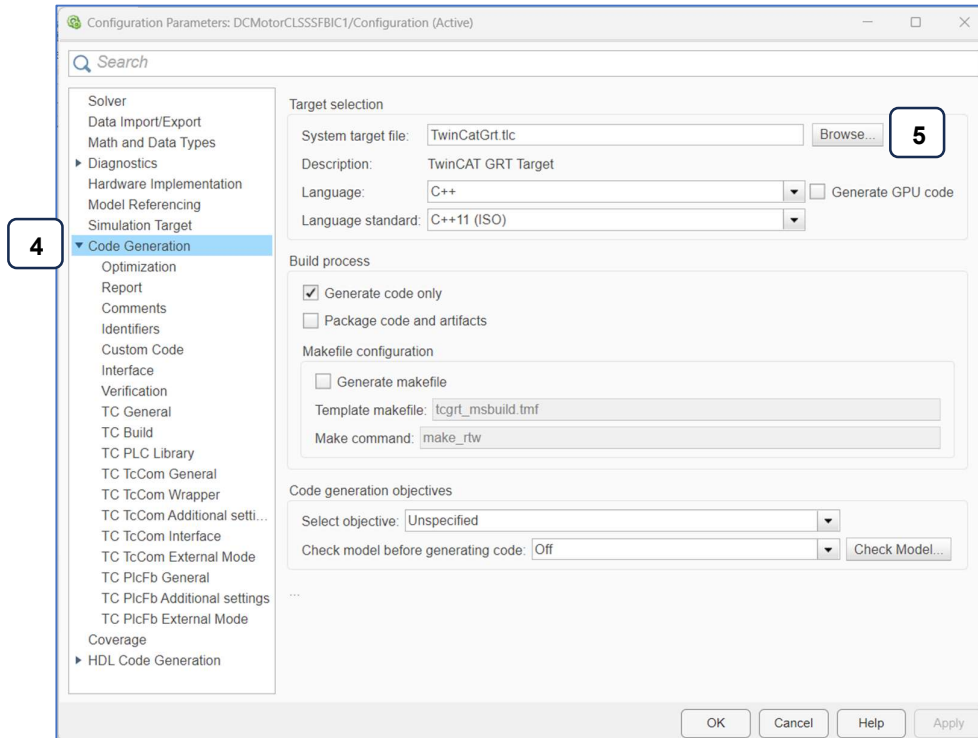 Configuration Parameters: DCMotorCLSSSFBIC1/Configuration (Active)
Search
Solver
Data Import/Export
Math and Data Types
Diagnostics
Hardware Implementation
Model Referencing
Simulation Target
4
Code Generation
Optimization
Report
Comments
Identifiers
Custom Code
Interface
Verification
TC General
TC Build
TC PLC Library
TC TcCom General
TC TcCom Wrapper
TC TcCom Additional setti...
TC TcCom Interface
TC TcCom External Mode
TC PlcFb General
TC PlcFb Additional settings
TC PlcFb External Mode
Coverage
HDL Code Generation
Target selection
System target file: TwinCatGrt.tlc Browse... 5
Description: TwinCAT GRT Target
Language: C++ Generate GPU code
Language standard: C++11 (ISO)
Build process
Generate code only
Package code and artifacts
Makefile configuration
Generate makefile
Template makefile: tcgrt_msbuild.tmf
Make command: make_rtw
Code generation objectives
Select objective: Unspecified
Check model before generating code: Off Check Model...
...
OK Cancel Help Apply